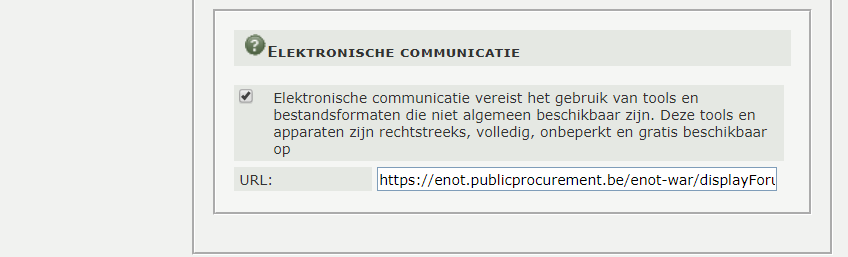 Elektronische communicatie
Elektronische communicatie vereist het gebruik van tools en
bestandsformaten die niet algemeen beschikbaar zijn. Deze tools en
apparaten zijn rechtstreeks, volledig, onbeperkt en gratis beschikbaar
op
URL: https://enot.publicprocurement.be/enot-war/displayForu